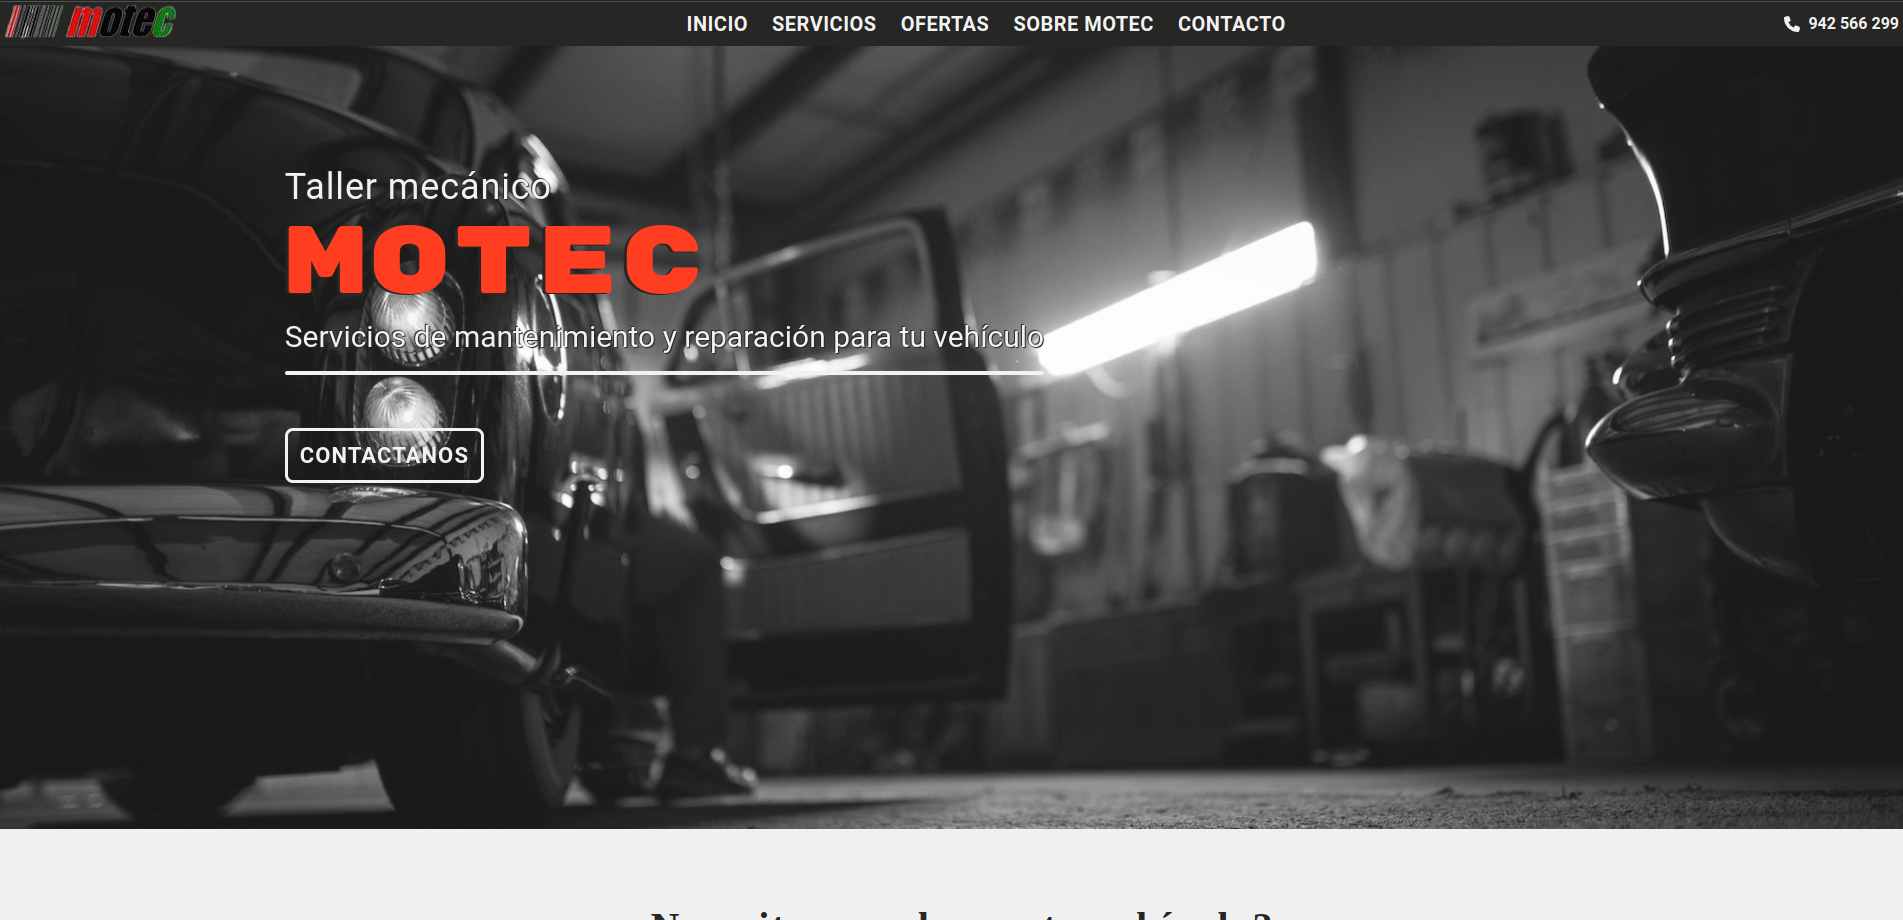 motec
INICIO SERVICIOS OFERTAS SOBRE MOTEC CONTACTO
942 566 299
Taller mecánico
MOTEC
Servicios de mantenimiento y reparación para tu vehículo
CONTACTANOS